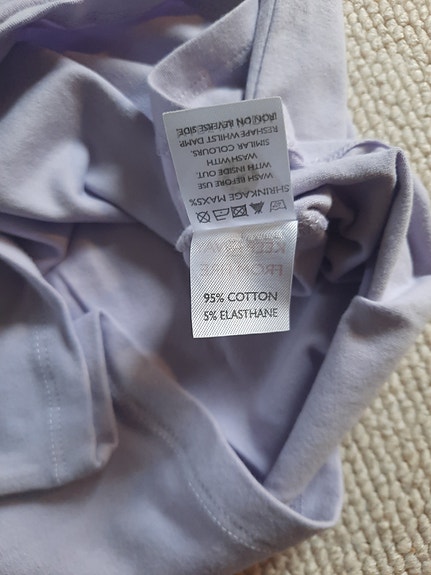 SHRINKAGE MAX5%
WASH BEFORE USE
WITH INSIDE OUT.
WASH WITH
SIMILAR COLOURS.
RESHAPE WHILST DAMP
IRON ON REVERSE SIDE.
95% COTTON
5% ELASTHANE